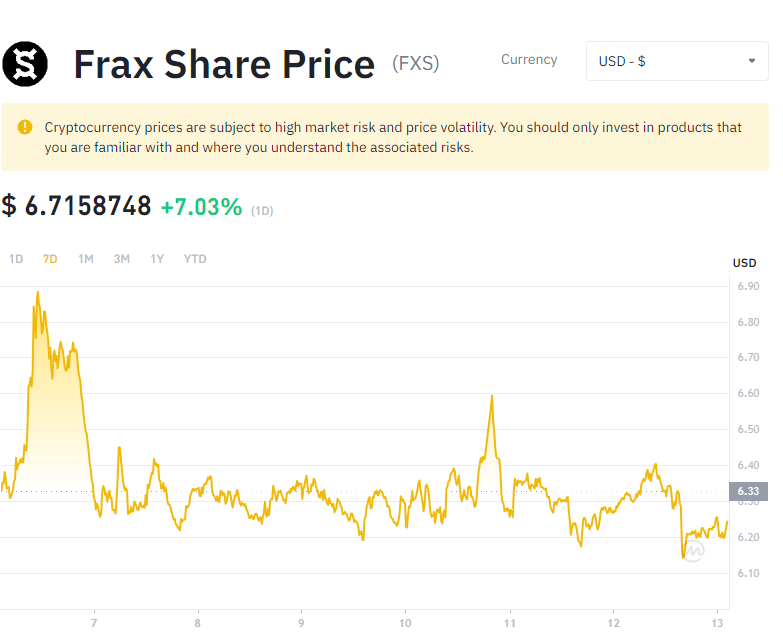 Frax Share Price (FXS)
Currency
USD - $
Cryptocurrency prices are subject to high market risk and price volatility. You should only invest in products that
you are familiar with and where you understand the associated risks.
$ 6.7158748 +7.03% (1D)
1D 7D 1M 3M 1Y YTD
USD
6.90
6.80
6.70
6.60
6.50
6.40
6.33
6.30
6.20
6.10
7 8 9 10 11 12 13